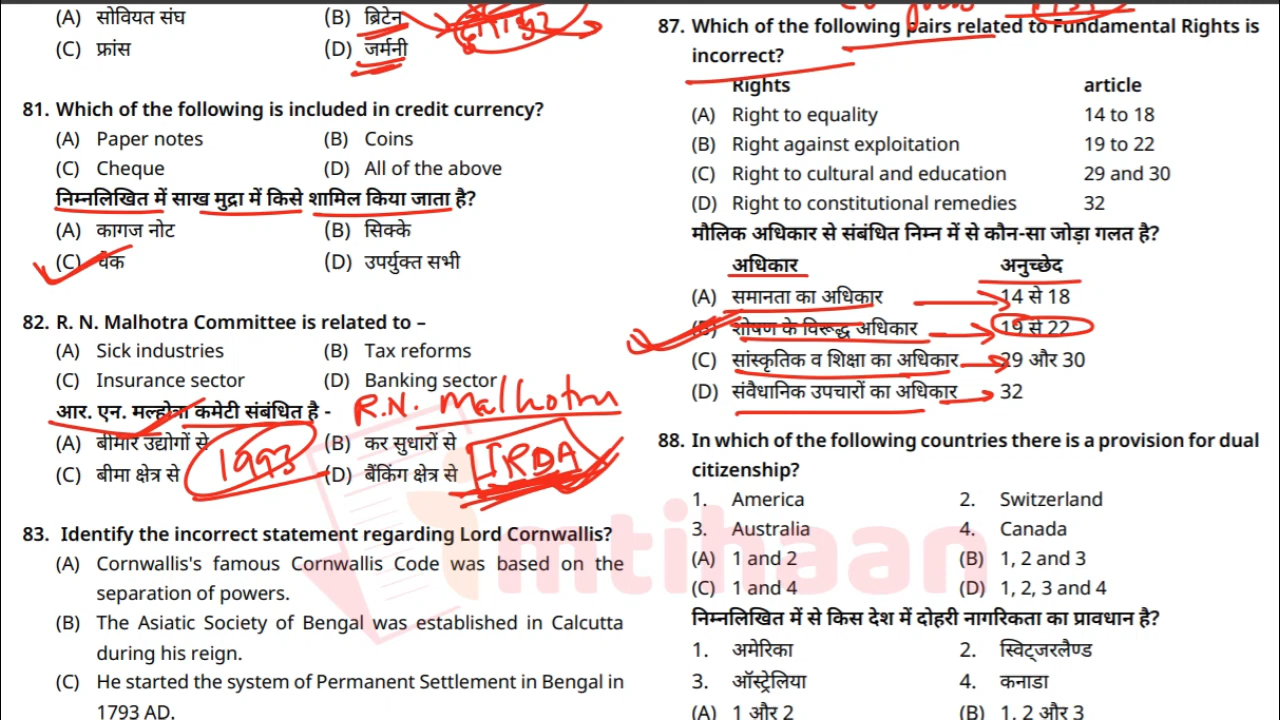 (A) सोवियत संघ (B) ब्रिटेन
(C) फ्रांस (D) जर्मनी
81. Which of the following is included in credit currency?
(A) Paper notes (B) Coins
(C) Cheque (D) All of the above
निम्नलिखित में साख मुद्रा में किसे शामिल किया जाता है?
(A) कागज नोट (B) सिक्के
(C) चेक (D) उपर्युक्त सभी
82. R. N. Malhotra Committee is related to –
(A) Sick industries (B) Tax reforms
(C) Insurance sector (D) Banking sector
आर. एन. मल्होत्रा कमेटी संबंधित है -
R.N. Malhotra
(A) बीमार उद्योगों से (B) कर सुधारों से
(C) बीमा क्षेत्र से (D) बैंकिंग क्षेत्र से
1993
IRDA
83. Identify the incorrect statement regarding Lord Cornwallis?
(A) Cornwallis's famous Cornwallis Code was based on the
separation of powers.
(B) The Asiatic Society of Bengal was established in Calcutta
during his reign.
(C) He started the system of Permanent Settlement in Bengal in
1793 AD.
87. Which of the following pairs related to Fundamental Rights is
incorrect?
Rights article
(A) Right to equality 14 to 18
(B) Right against exploitation 19 to 22
(C) Right to cultural and education 29 and 30
(D) Right to constitutional remedies 32
मौलिक अधिकार से संबंधित निम्न में से कौन-सा जोड़ा गलत है?
अधिकार अनुच्छेद
(A) समानता का अधिकार 14 से 18
(B) शोषण के विरूद्ध अधिकार 19 से 22
(C) सांस्कृतिक व शिक्षा का अधिकार 29 और 30
(D) संवैधानिक उपचारों का अधिकार 32
88. In which of the following countries there is a provision for dual
citizenship?
1. America 2. Switzerland
3. Australia 4. Canada
(A) 1 and 2 (B) 1, 2 and 3
(C) 1 and 4 (D) 1, 2, 3 and 4
निम्नलिखित में से किस देश में दोहरी नागरिकता का प्रावधान है?
1. अमेरिका 2. स्विट्जरलैण्ड
3. ऑस्ट्रेलिया 4. कनाडा
(A) 1 और 2 (B) 1, 2 और 3
mtihaan